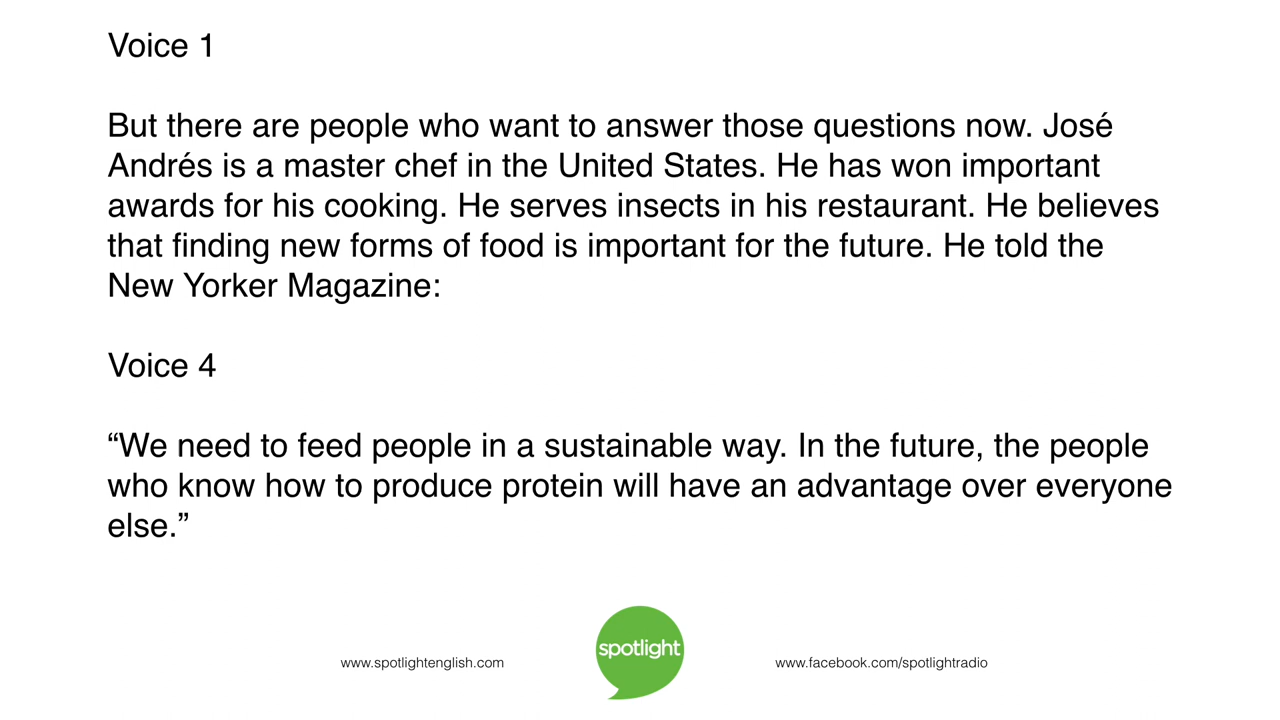 Voice 1
But there are people who want to answer those questions now. José
Andrés is a master chef in the United States. He has won important
awards for his cooking. He serves insects in his restaurant. He believes
that finding new forms of food is important for the future. He told the
New Yorker Magazine:
Voice 4
“We need to feed people in a sustainable way. In the future, the people
who know how to produce protein will have an advantage over everyone
else.”
www.spotlightenglish.com
spotlight
www.facebook.com/spotlightradio